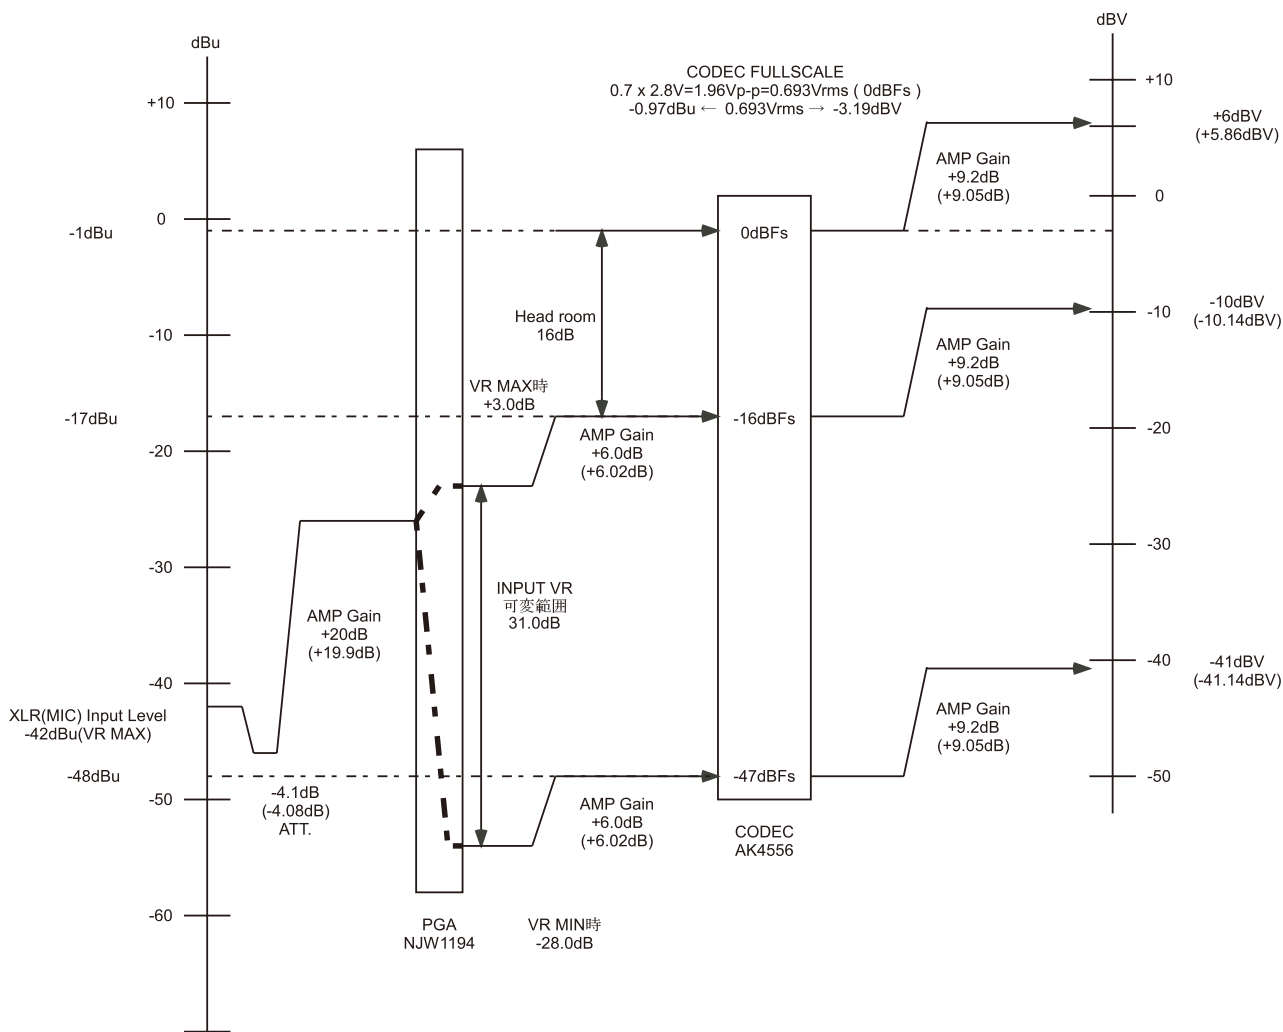 dBu
dBV
CODEC FULLSCALE
0.7 x 2.8V=1.96Vp-p=0.693Vrms ( 0dBFs )
-0.97dBu ← 0.693Vrms → -3.19dBV
+10
0
-1dBu
-10
-17dBu
-20
-30
-40
XLR(MIC) Input Level
-42dBu(VR MAX)
-48dBu
-50
-60
-4.1dB
(-4.08dB)
ATT.
AMP Gain
+20dB
(+19.9dB)
PGA
NJW1194
VR MAX時
+3.0dB
Head room
16dB
AMP Gain
+6.0dB
(+6.02dB)
INPUT VR
可変範囲
31.0dB
AMP Gain
+6.0dB
(+6.02dB)
VR MIN時
-28.0dB
0dBFs
-16dBFs
-47dBFs
CODEC
AK4556
AMP Gain
+9.2dB
(+9.05dB)
AMP Gain
+9.2dB
(+9.05dB)
AMP Gain
+9.2dB
(+9.05dB)
+10
0
-10
-20
-30
-40
-50
+6dBV
(+5.86dBV)
-10dBV
(-10.14dBV)
-41dBV
(-41.14dBV)